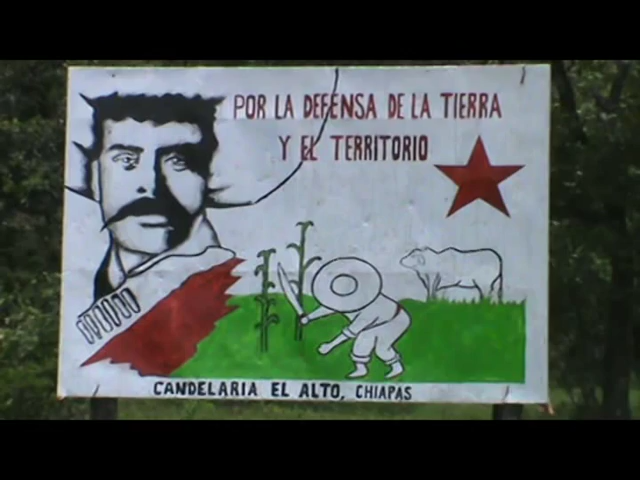 POR LA DEFENSA DE LA TIERRA
Y EL TERRITORIO
CANDELARIA EL ALTO, CHIAPAS